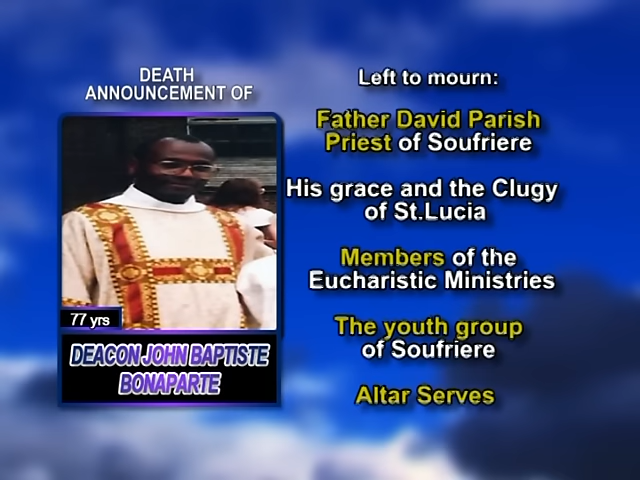 DEATH
ANNOUNCEMENT OF
77 yrs
DEACON JOHN BAPTISTE
BONAPARTE
Left to mourn:
Father David Parish
Priest of Soufriere
His grace and the Clugy
of St.Lucia
Members of the
Eucharistic Ministries
The youth group
of Soufriere
Altar Serves